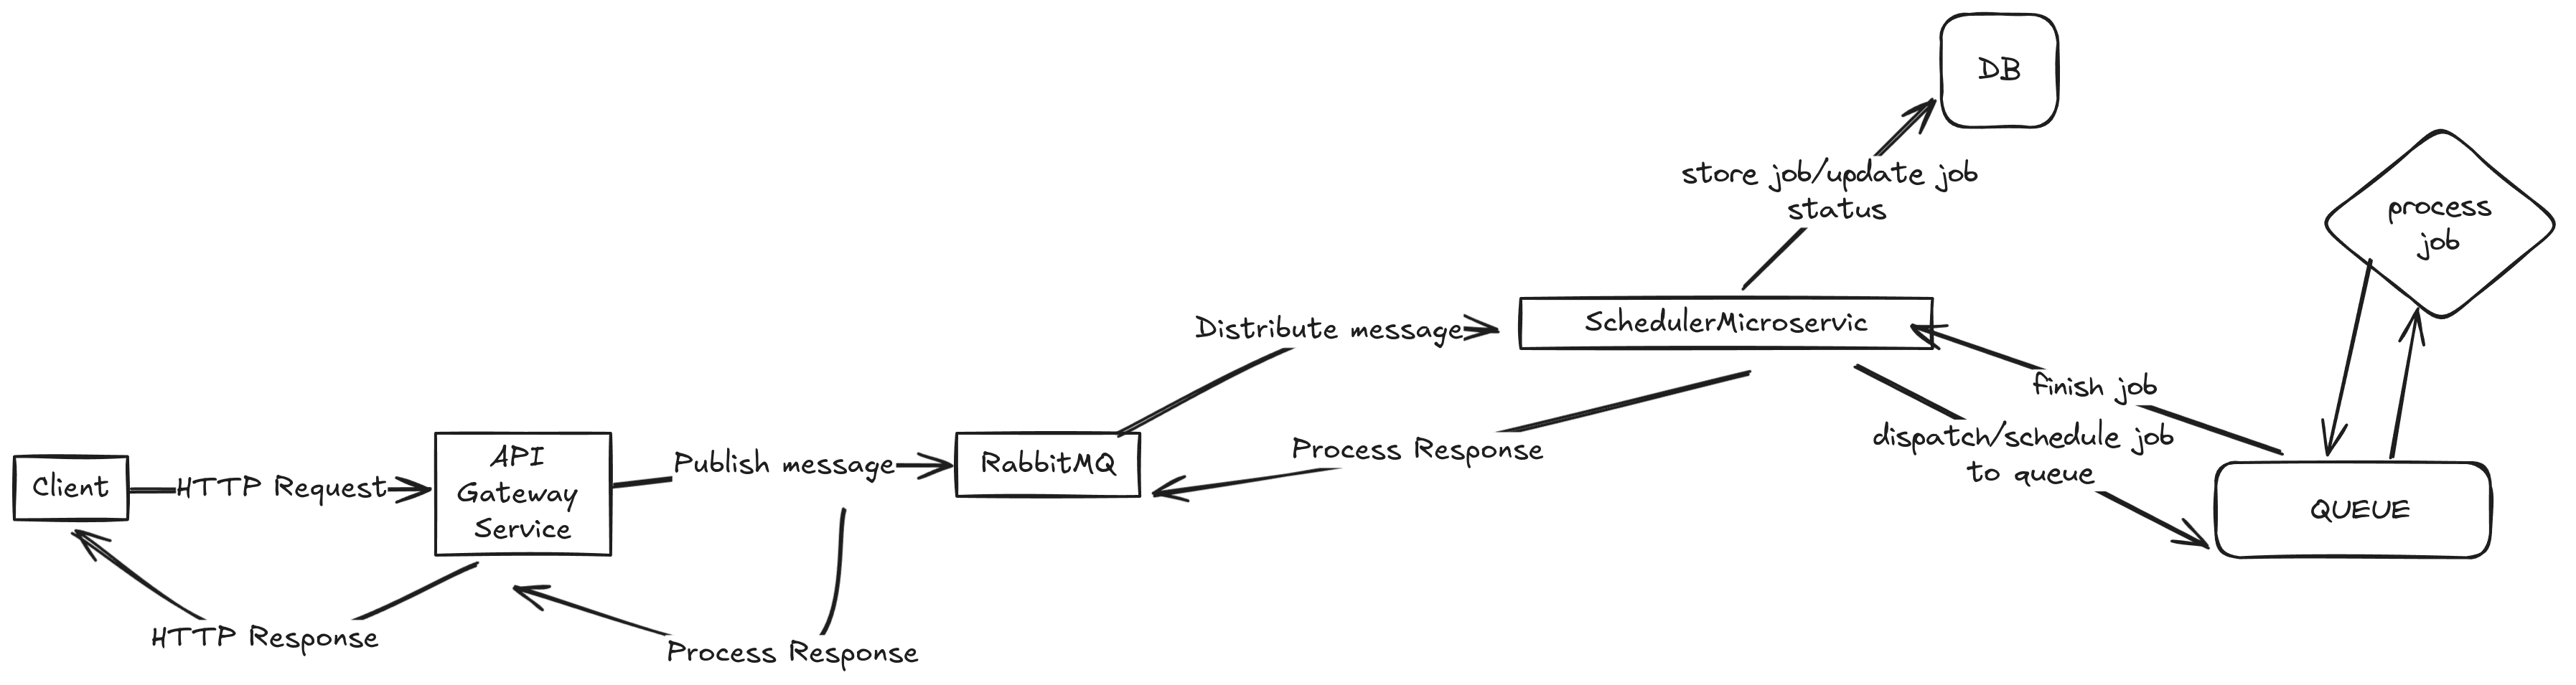 DB
store job/update job
status
process
job
Distribute message
SchedulerMicroservic
finish job
dispatch/schedule job
to queue
Process Response
Client
HTTP Request
API
Gateway
Service
Publish message
RabbitMQ
QUEUE
HTTP Response
Process Response